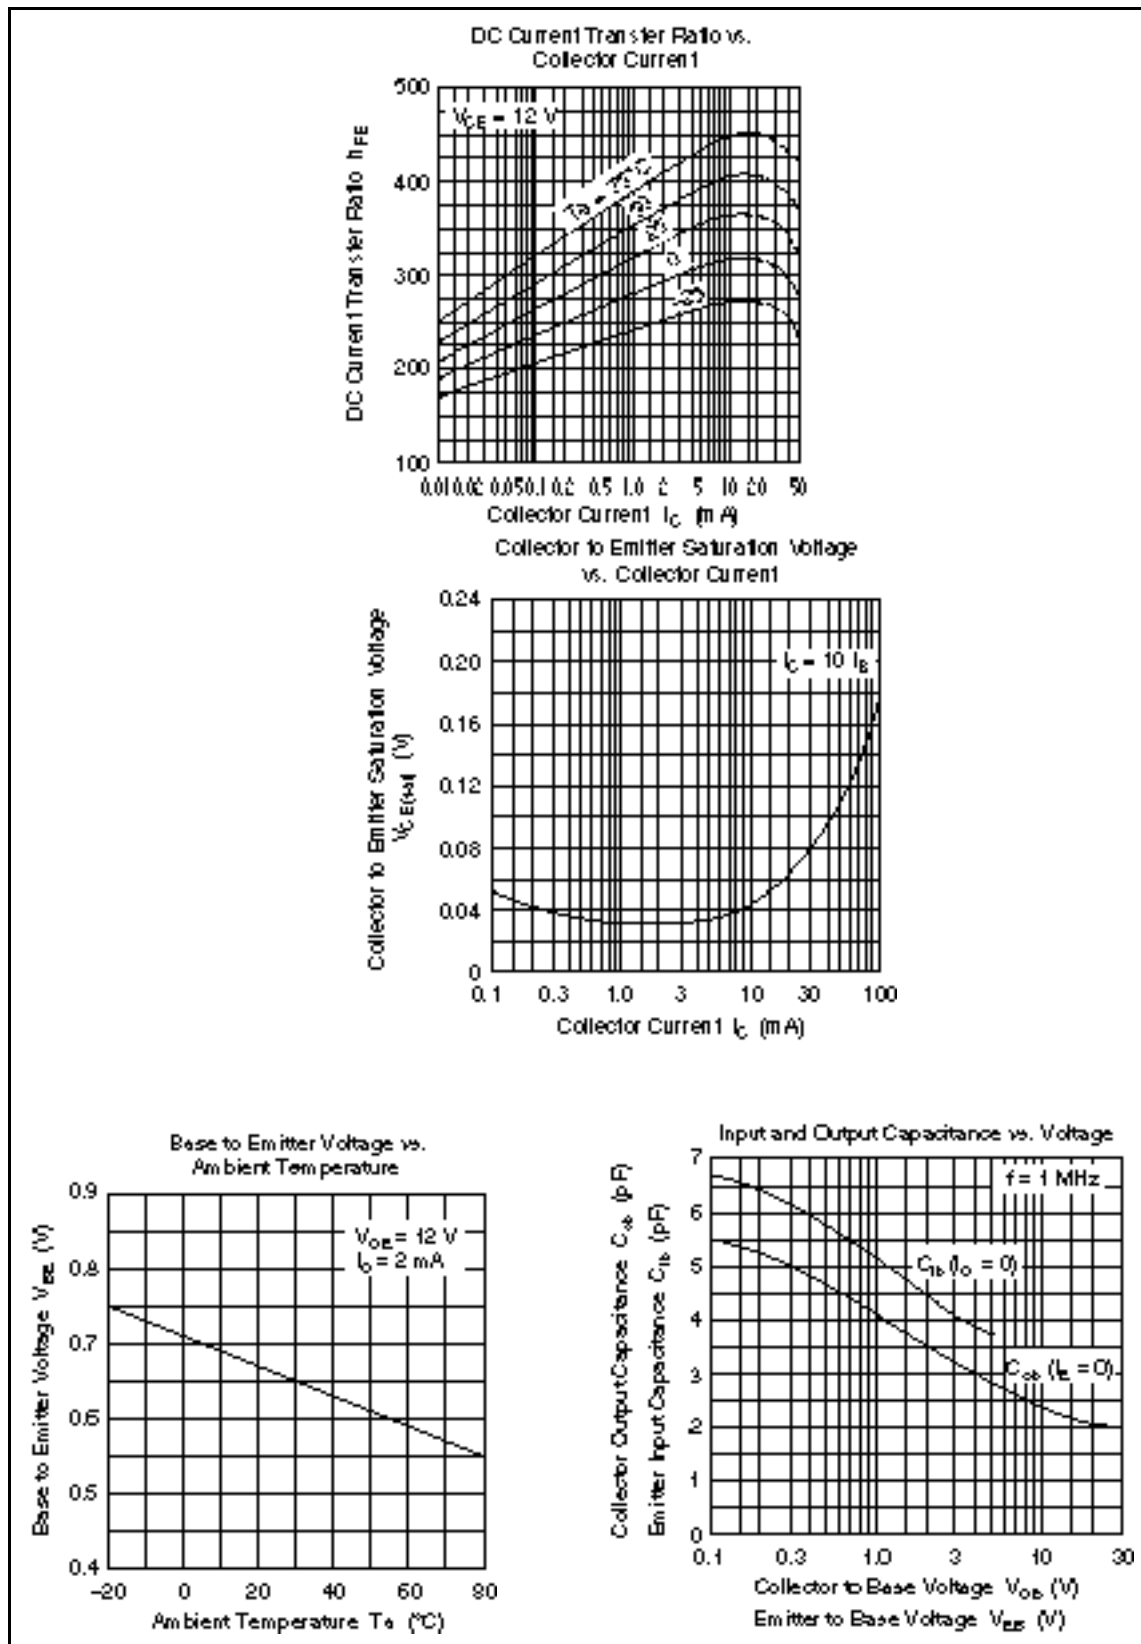 DC Current Transfer Ratio vs.
Collector Current
V_CE = 12 V
DC Current Transfer Ratio h_FE
500
400
300
200
100
Ta = 75°C
50
25
0
–25
0.01 0.02 0.05 0.1 0.2 0.5 1.0 2 5 10 20 50
Collector Current I_C (mA)
Collector to Emitter Saturation Voltage
vs. Collector Current
Collector to Emitter Saturation Voltage
V_CE(sat) (V)
0.24
0.20
0.16
0.12
0.08
0.04
0
I_C = 10 I_B
0.1 0.3 1.0 3 10 30 100
Collector Current I_C (mA)
Base to Emitter Voltage vs.
Ambient Temperature
Base to Emitter Voltage V_BE (V)
0.9
0.8
0.7
0.6
0.5
0.4
V_CE = 12 V
I_C = 2 mA
–20 0 20 40 60 80
Ambient Temperature Ta (°C)
Input and Output Capacitance vs. Voltage
Collector Output Capacitance C_ob (pF)
Emitter Input Capacitance C_ib (pF)
7
6
5
4
3
2
1
0
f = 1 MHz
C_ib (I_C = 0)
C_ob (I_E = 0)
0.1 0.3 1.0 3 10 30
Collector to Base Voltage V_CB (V)
Emitter to Base Voltage V_EB (V)